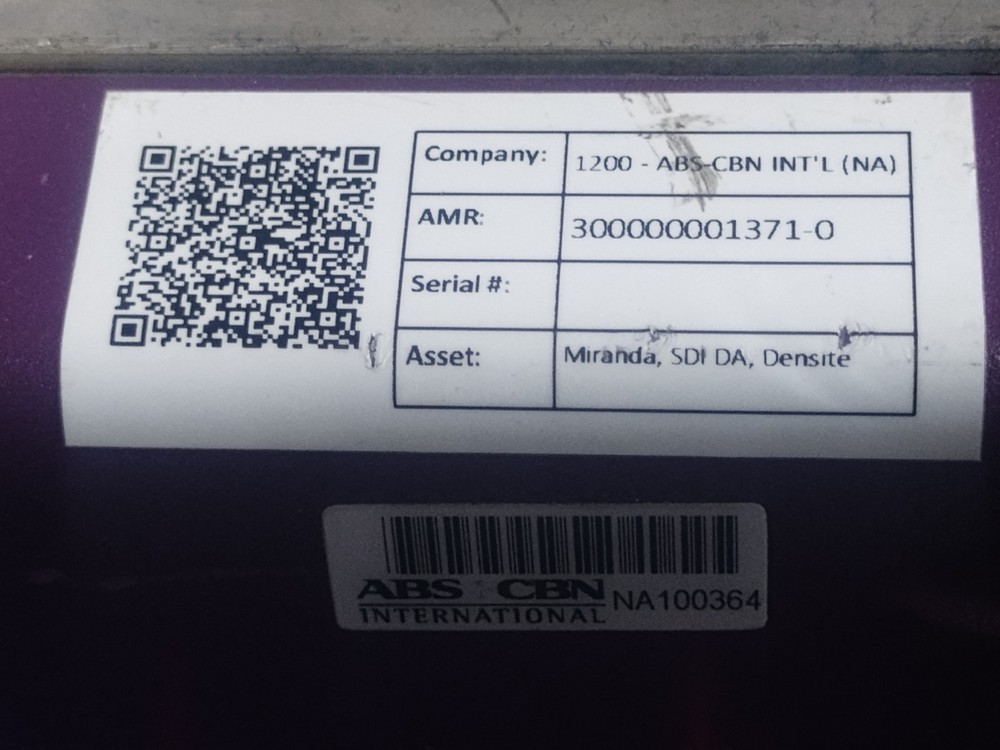 Company: 1200 - ABS-CBN INT'L (NA)
AMR: 300000001371-0
Serial #:
Asset: Miranda, SDI DA, Densite
ABS CBN
INTERNATIONAL NA100364